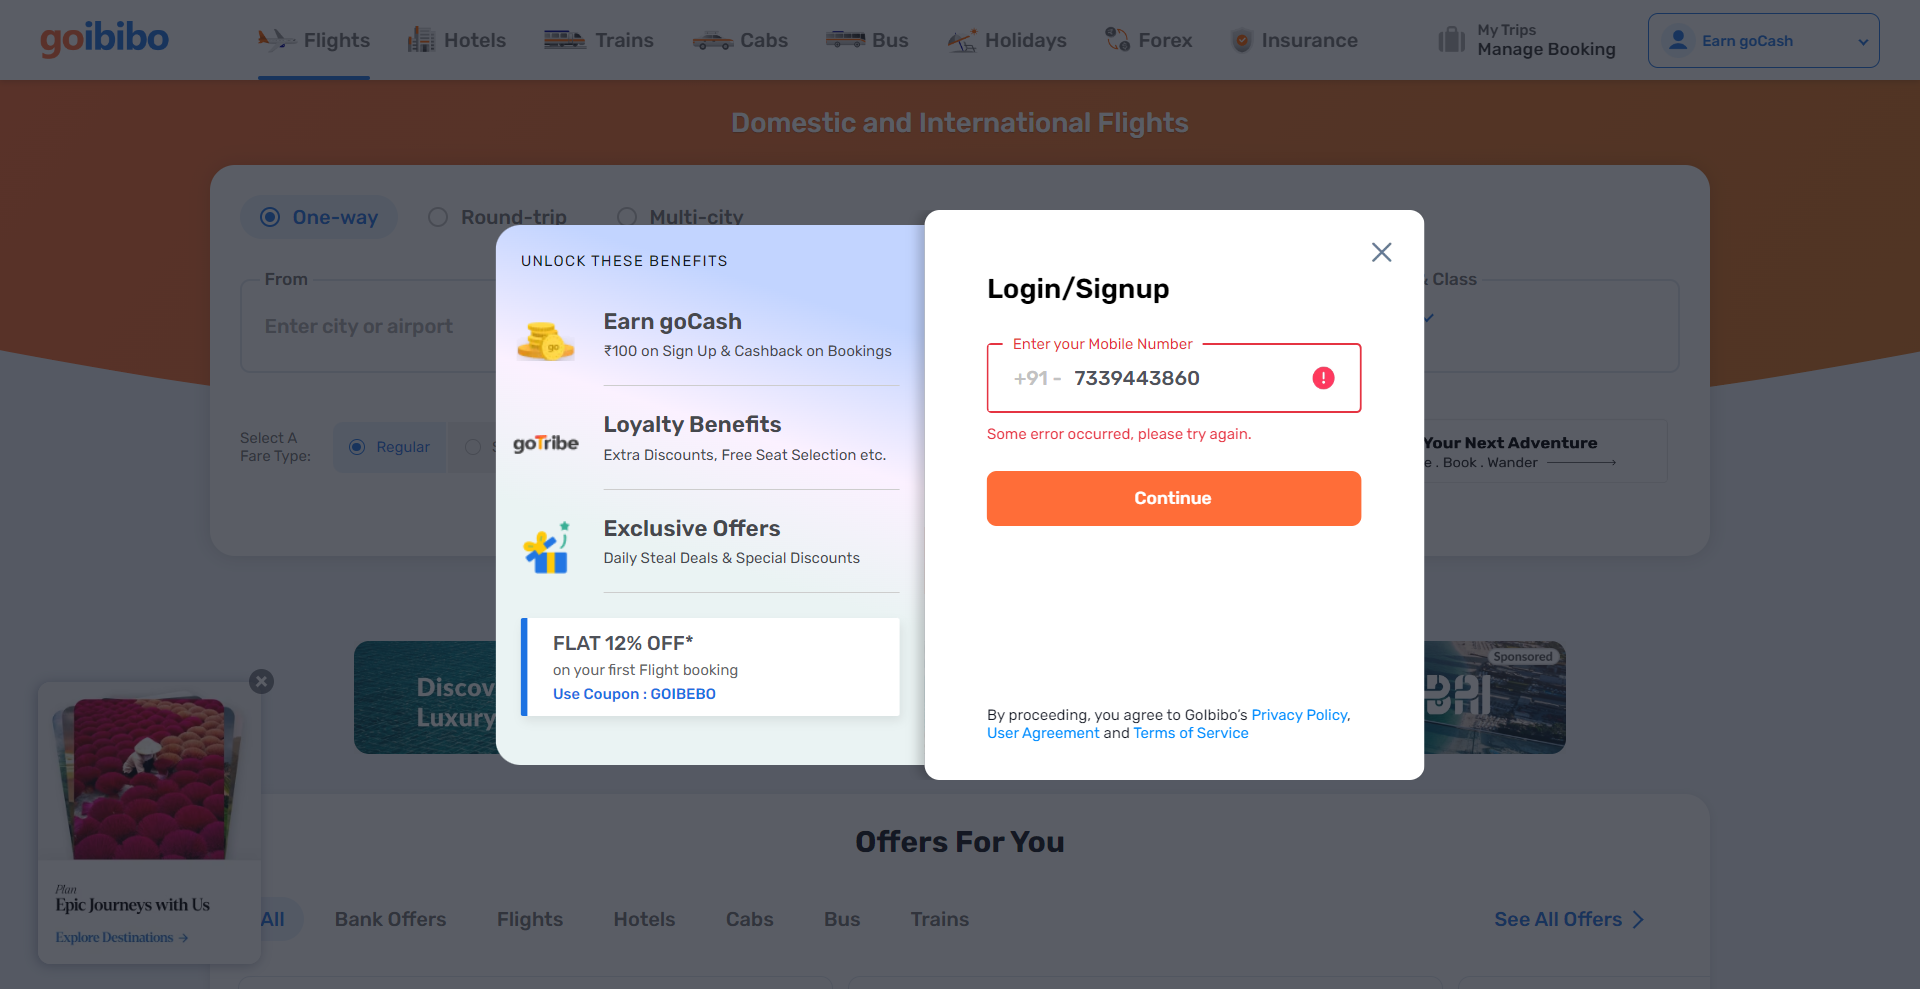 goibibo
Flights
Hotels
Trains
Cabs
Bus
Holidays
Forex
Insurance
My Trips
Manage Booking
Earn goCash
Domestic and International Flights
One-way
Round-trip
Multi-city
From
Enter city or airport
Class
Select A
Fare Type:
Regular
Your Next Adventure
. Book . Wander
UNLOCK THESE BENEFITS
go
Earn goCash
₹100 on Sign Up & Cashback on Bookings
goTribe
Loyalty Benefits
Extra Discounts, Free Seat Selection etc.
Exclusive Offers
Daily Steal Deals & Special Discounts
FLAT 12% OFF*
on your first Flight booking
Use Coupon : GOIBEBO
Login/Signup
Enter your Mobile Number
+91 - 7339443860
Some error occurred, please try again.
Continue
By proceeding, you agree to GoIbibo’s Privacy Policy,
User Agreement and Terms of Service
Discov
Luxury
Sponsored
Plan
Epic Journeys with Us
Explore Destinations →
Offers For You
All
Bank Offers
Flights
Hotels
Cabs
Bus
Trains
See All Offers